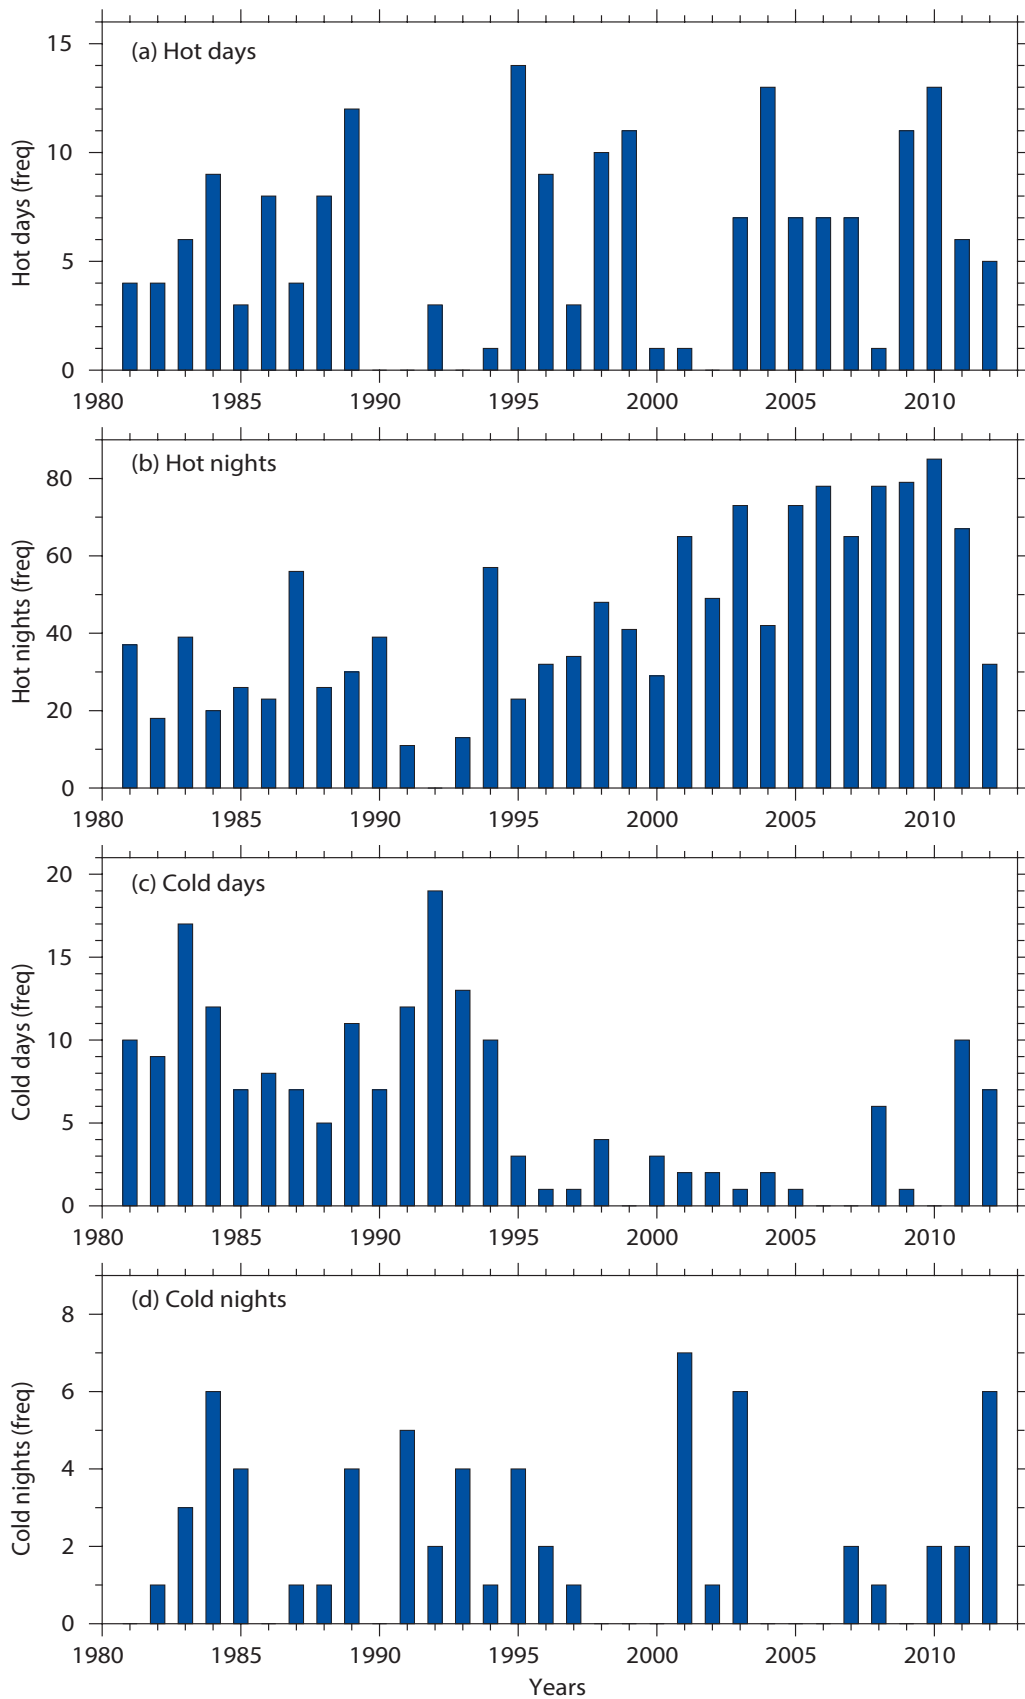 (a) Hot days
Hot days (freq)
15
10
5
0
1980 1985 1990 1995 2000 2005 2010
(b) Hot nights
Hot nights (freq)
80
60
40
20
0
1980 1985 1990 1995 2000 2005 2010
(c) Cold days
Cold days (freq)
20
15
10
5
0
1980 1985 1990 1995 2000 2005 2010
(d) Cold nights
Cold nights (freq)
8
6
4
2
0
1980 1985 1990 1995 2000 2005 2010
Years